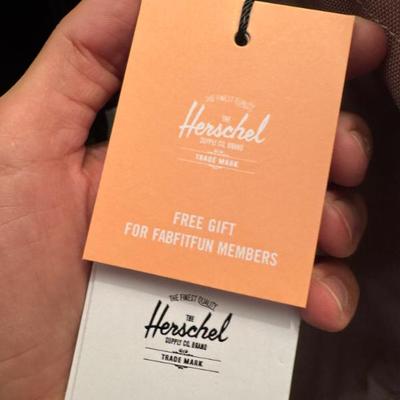 THE FINEST QUALITY
THE
Herschel
SUPPLY CO. BRAND
TRADE MARK
FREE GIFT
FOR FABFITFUN MEMBERS
THE FINEST QUALITY
THE
Herschel
SUPPLY CO. BRAND
TRADE MARK